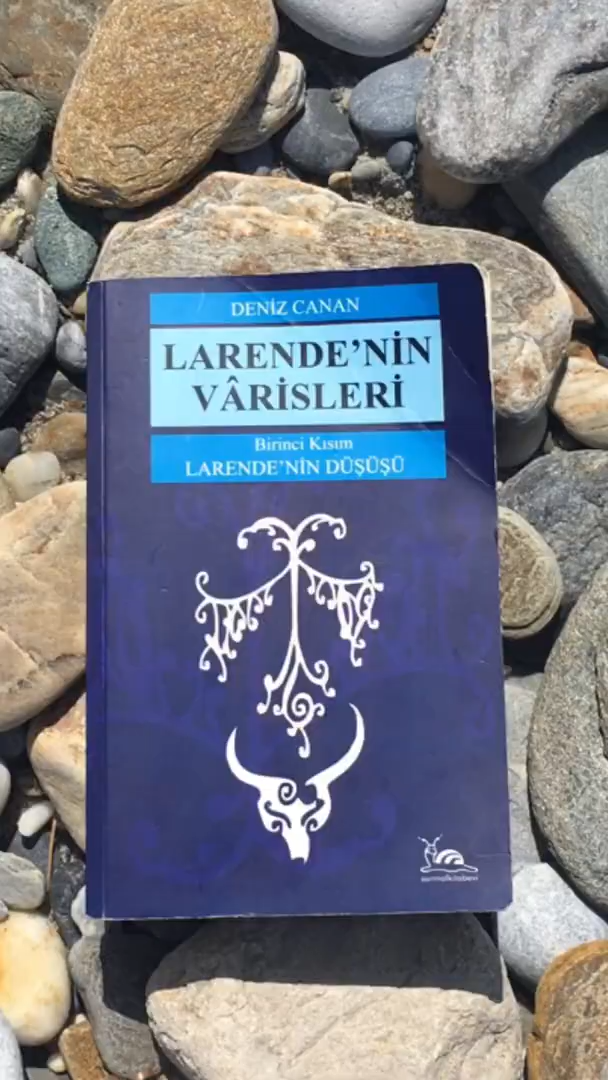 DENİZ CANAN
LARENDE’NİN
VÂRİSLERİ
Birinci Kısım
LARENDE’NİN DÜŞÜŞÜ